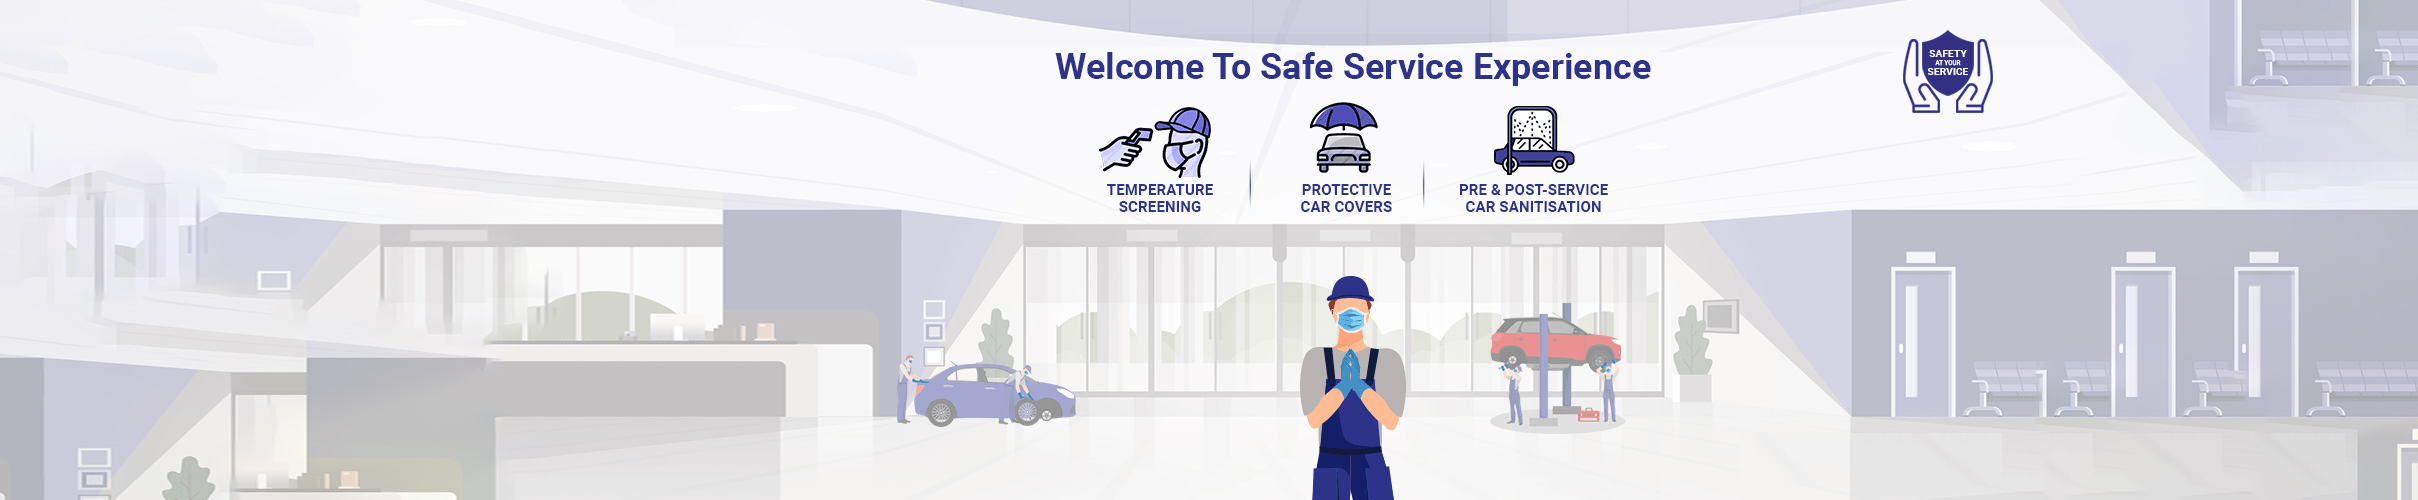 Welcome To Safe Service Experience
SAFETY
AT YOUR
SERVICE
TEMPERATURE
SCREENING
PROTECTIVE
CAR COVERS
PRE & POST-SERVICE
CAR SANITISATION